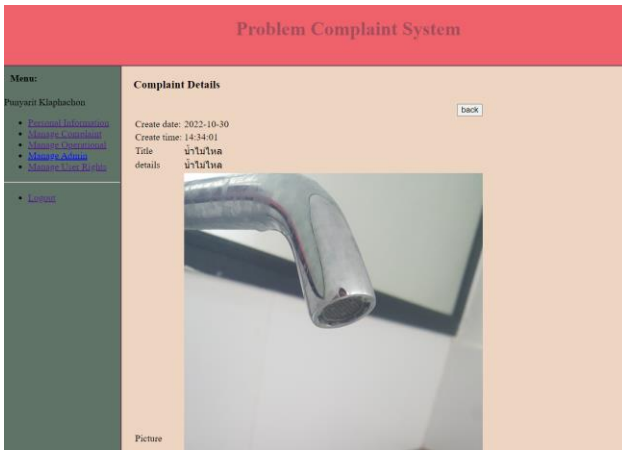 Problem Complaint System
Menu:
Punyarit Klaphachon
Personal Information
Manage Complaint
Manage Operational
Manage Admin
Manage User Rights
Logout
Complaint Details
back
Create date: 2022-10-30
Create time: 14:34:01
Title น้ำไม่ไหล
details น้ำไม่ไหล
Picture